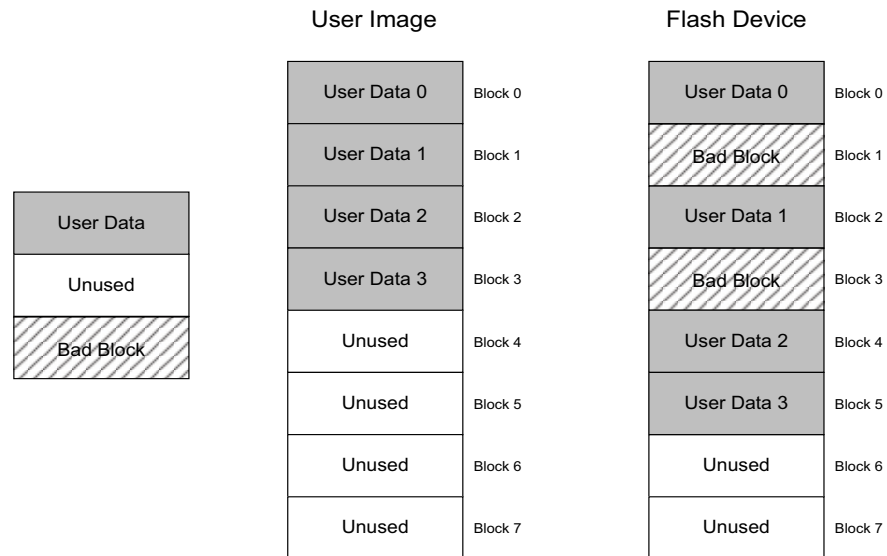 User Image
Flash Device
User Data
Unused
Bad Block
User Data 0
Block 0
User Data 1
Block 1
User Data 2
Block 2
User Data 3
Block 3
Unused
Block 4
Unused
Block 5
Unused
Block 6
Unused
Block 7
User Data 0
Block 0
Bad Block
Block 1
User Data 1
Block 2
Bad Block
Block 3
User Data 2
Block 4
User Data 3
Block 5
Unused
Block 6
Unused
Block 7